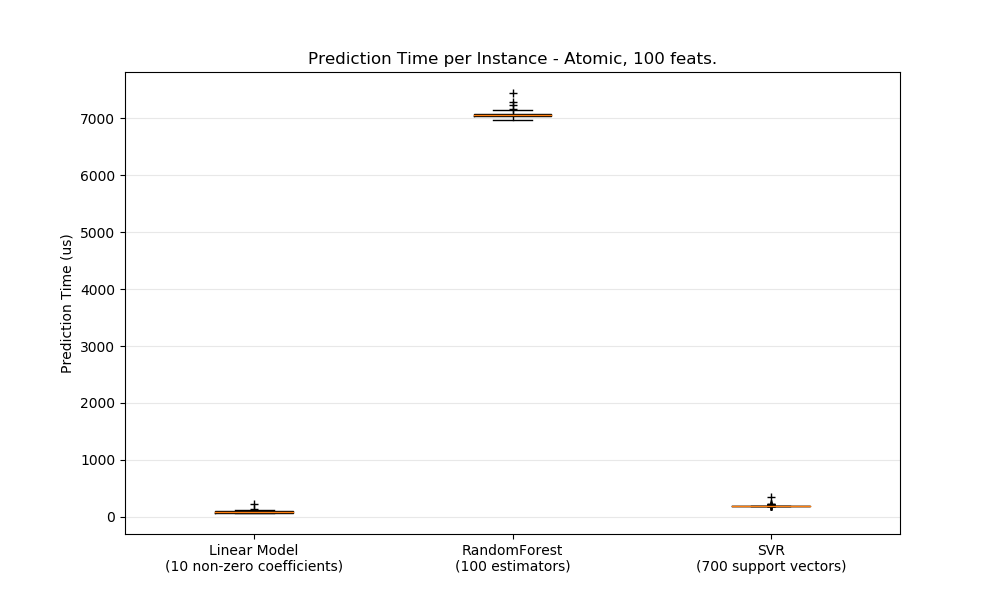 Prediction Time per Instance - Atomic, 100 feats.
Prediction Time (us)
7000
6000
5000
4000
3000
2000
1000
0
Linear Model
(10 non-zero coefficients)
RandomForest
(100 estimators)
SVR
(700 support vectors)